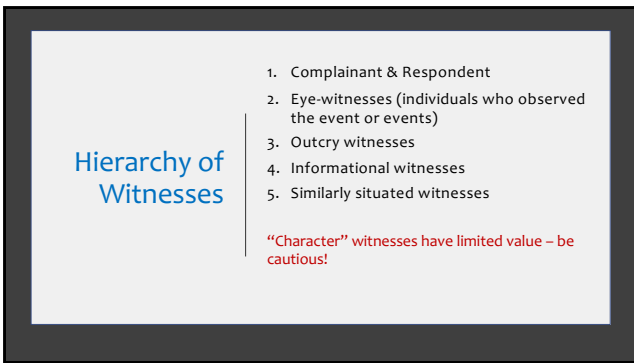 Hierarchy of
Witnesses
1. Complainant & Respondent
2. Eye-witnesses (individuals who observed
the event or events)
3. Outcry witnesses
4. Informational witnesses
5. Similarly situated witnesses
“Character” witnesses have limited value – be
cautious!